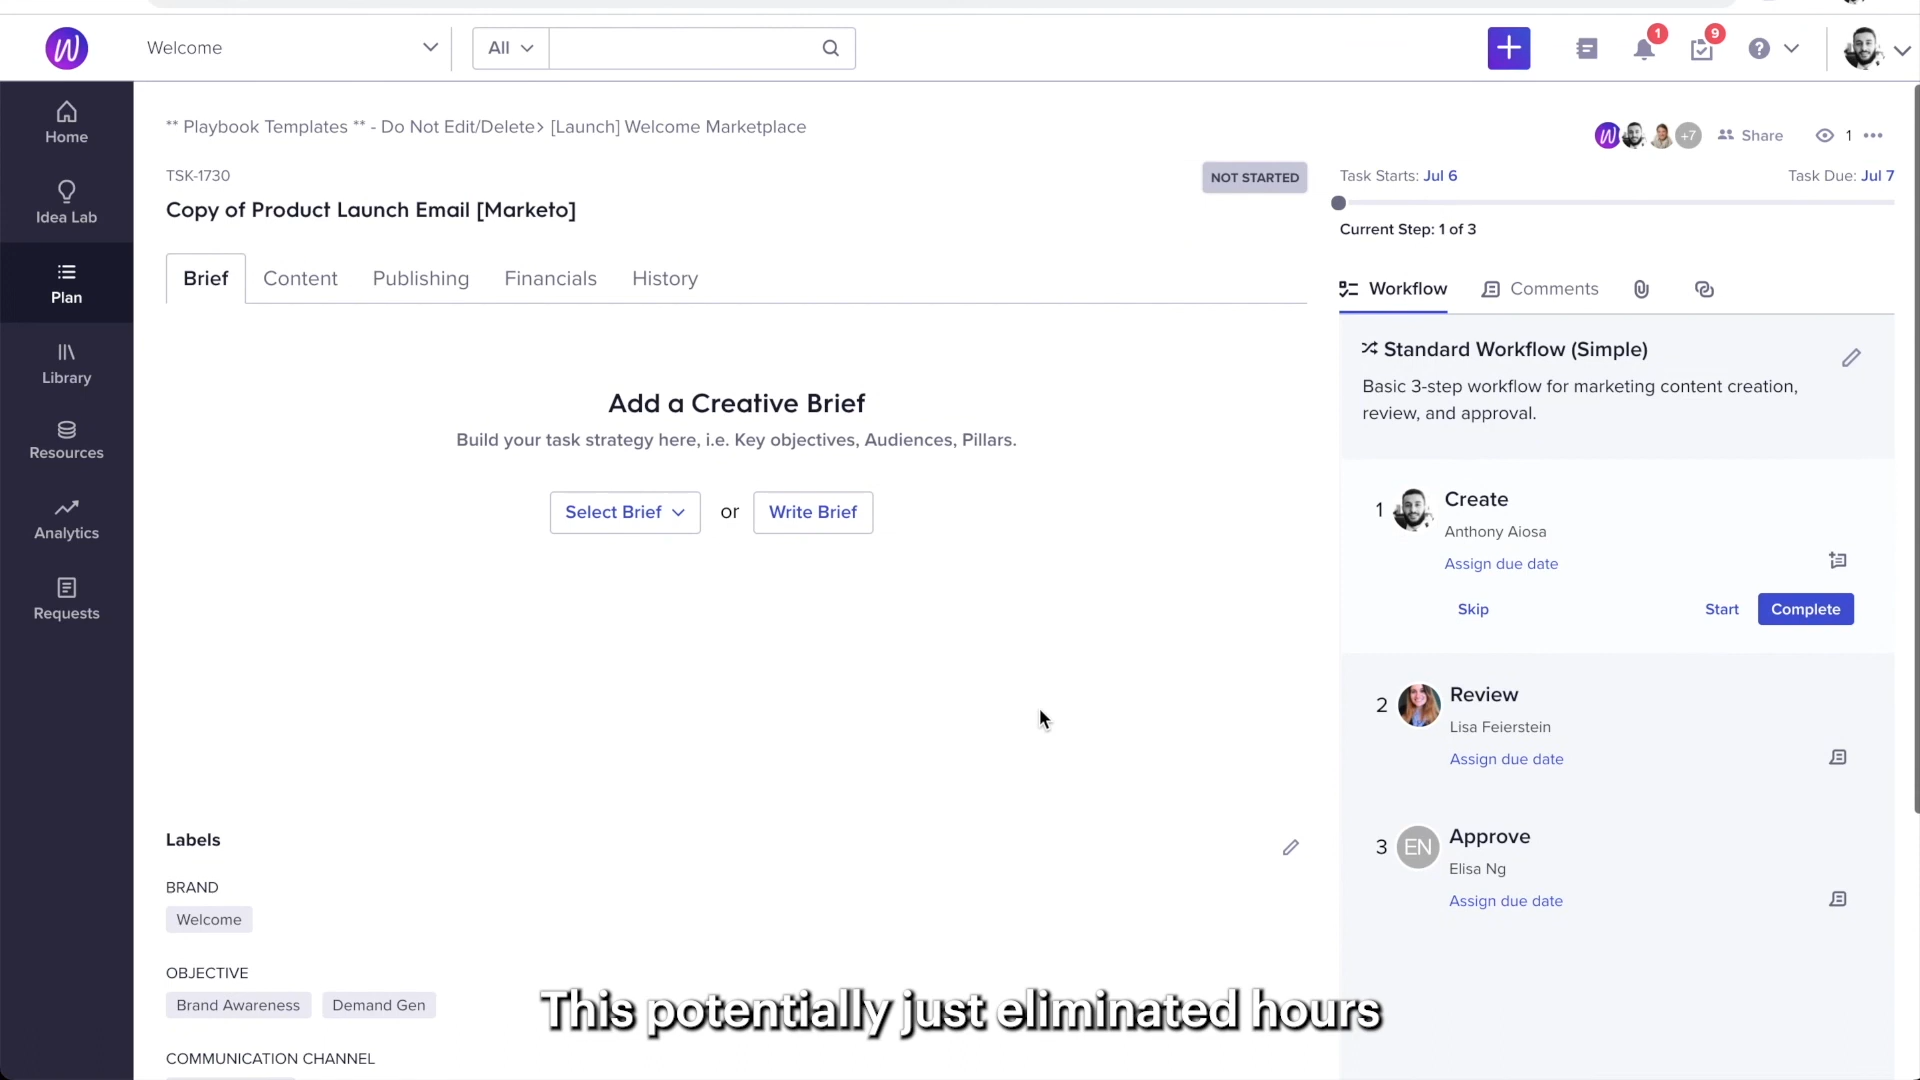 W
Welcome
All
1
9
?
Home
Idea Lab
Plan
Library
Resources
Analytics
Requests
** Playbook Templates ** - Do Not Edit/Delete> [Launch] Welcome Marketplace
W
+7
Share
1
TSK-1730
NOT STARTED
Copy of Product Launch Email [Marketo]
Task Starts: Jul 6
Task Due: Jul 7
Current Step: 1 of 3
Brief
Content
Publishing
Financials
History
Workflow
Comments
Add a Creative Brief
Build your task strategy here, i.e. Key objectives, Audiences, Pillars.
Select Brief
or
Write Brief
Standard Workflow (Simple)
Basic 3-step workflow for marketing content creation,
review, and approval.
1
Create
Anthony Aiosa
Assign due date
Skip
Start
Complete
2
Review
Lisa Feierstein
Assign due date
3
EN
Approve
Elisa Ng
Assign due date
Labels
BRAND
Welcome
OBJECTIVE
Brand Awareness
Demand Gen
COMMUNICATION CHANNEL
This potentially just eliminated hours